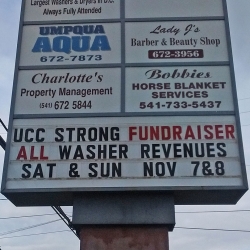 Largest Washers & Dryers in D.C.
Always Fully Attended
UMPQUA
AQUA
672-7873
Lady J's
Barber & Beauty Shop
672-3956
Charlotte's
Property Management
(541) 672 5844
Bobbies
HORSE BLANKET
SERVICES
541-733-5437
UCC STRONG FUNDRAISER
ALL WASHER REVENUES
SAT & SUN NOV 7&8